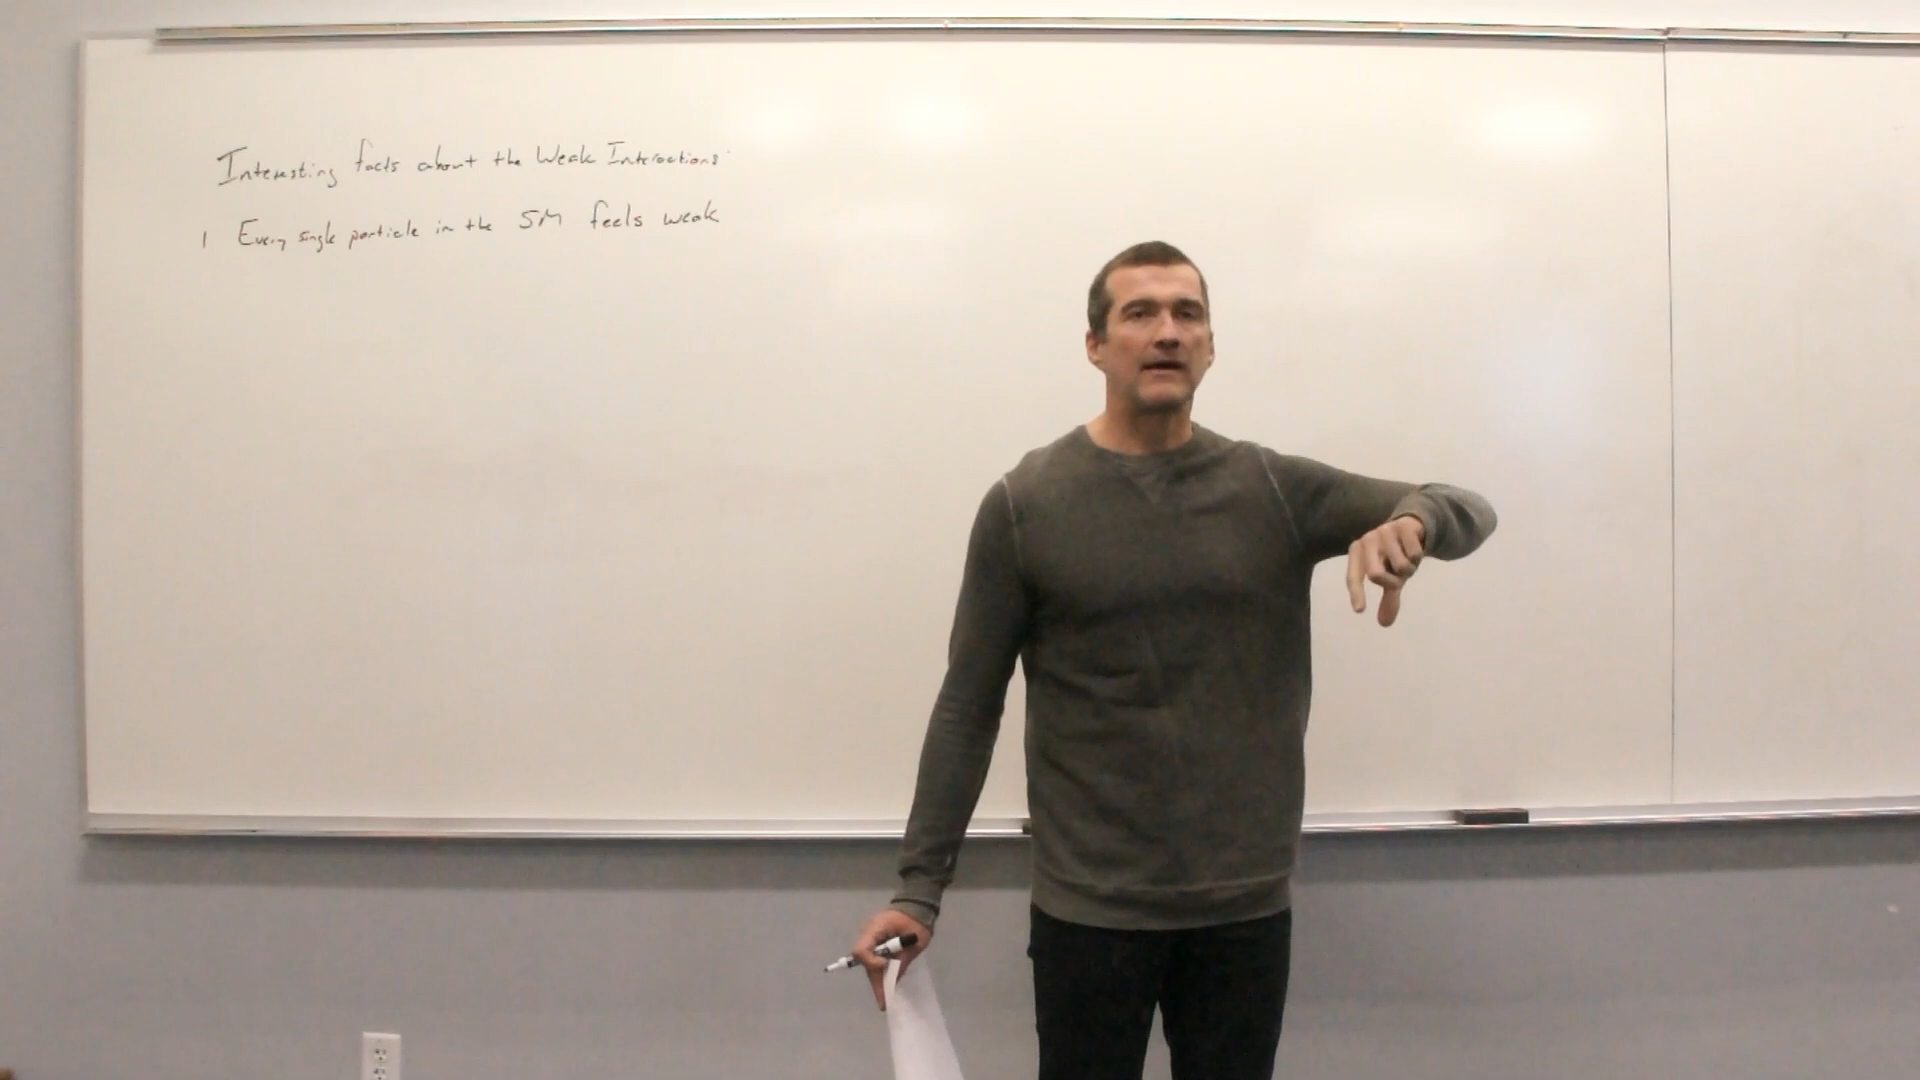 Interesting facts about the Weak Interactions
1 Every single particle in the SM feels weak